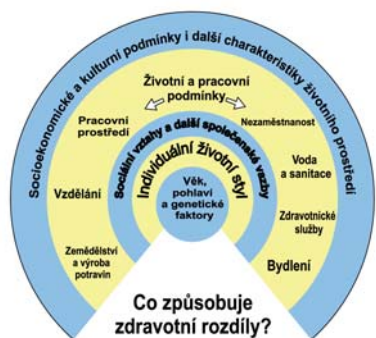 Socioekonomické a kulturní podmínky i další charakteristiky životního prostředí
Životní a pracovní
podmínky
Pracovní
prostředí
Nezaměstnanost
Sociální vztahy a další společenské vazby
Individuální životní styl
Voda
a sanitace
Vzdělání
Věk,
pohlaví
a genetické
faktory
Zdravotnické
služby
Zemědělství
a výroba
potravin
Bydlení
Co způsobuje
zdravotní rozdíly?